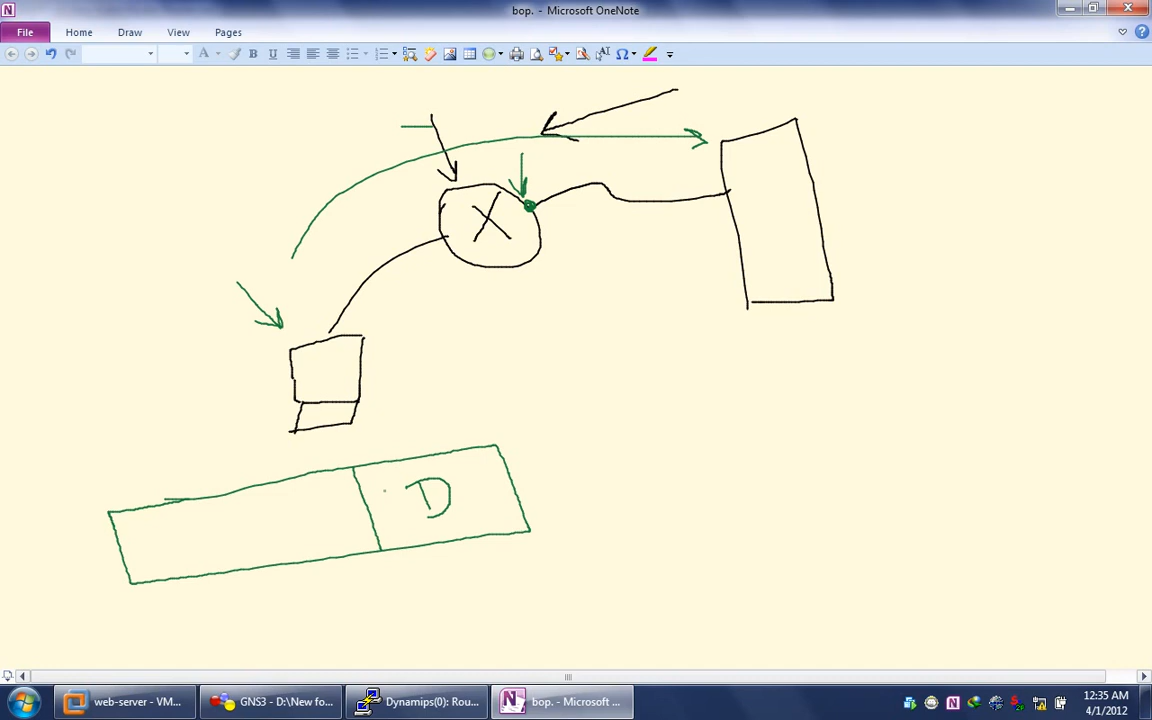 bop. - Microsoft OneNote
File Home Draw View Pages
X
D
web-server - VM... GNS3 - D:\New fo... Dynamips(0): Rou... bop. - Microsoft ... 12:35 AM
4/1/2012